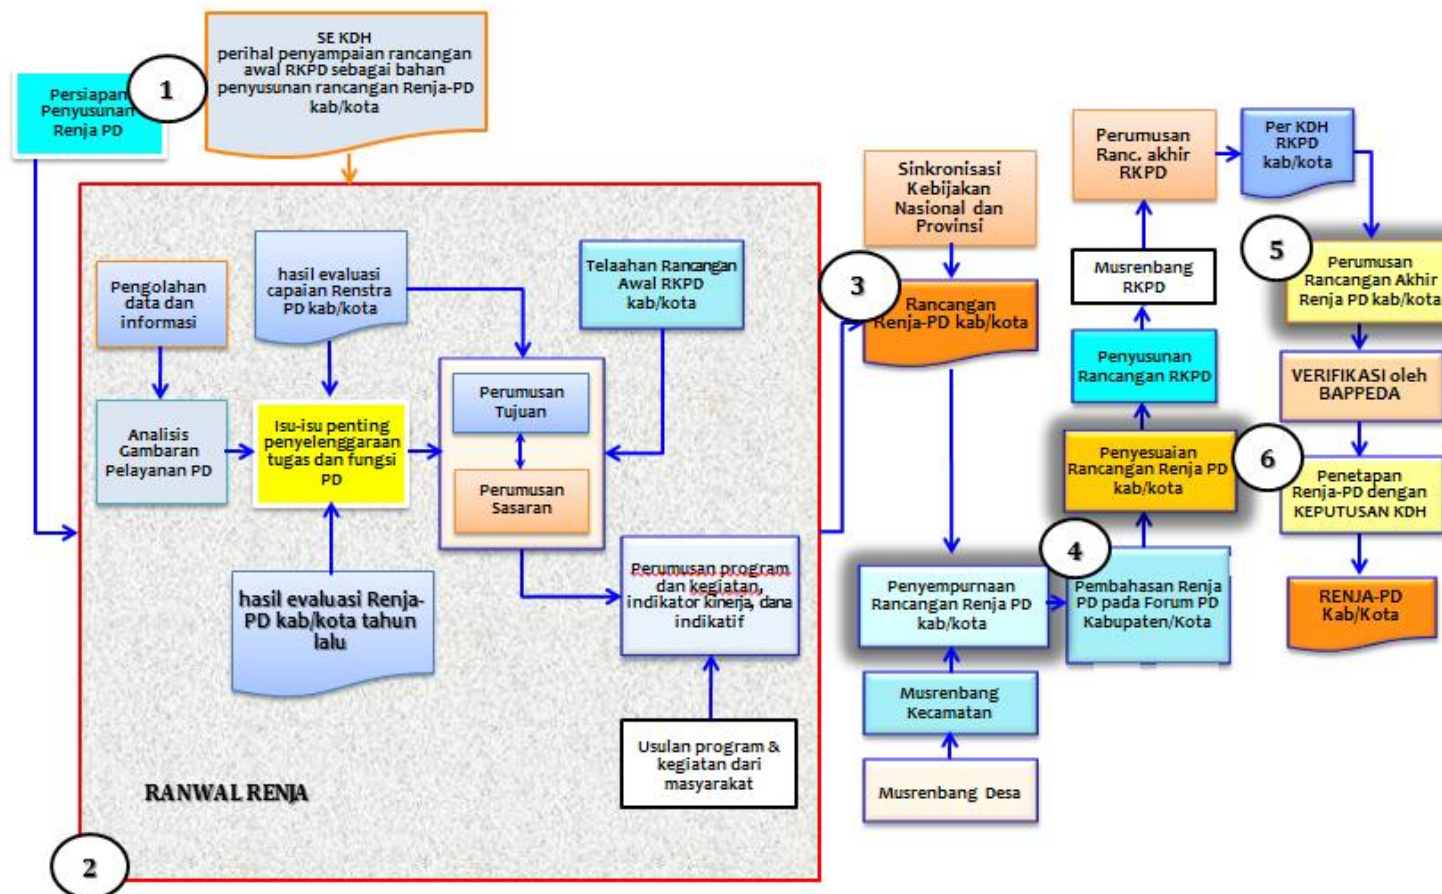 SE KDH
perihal penyampaian rancangan
awal RKPD sebagai bahan
penyusunan rancangan Renja-PD
kab/kota
1
Persiapan
Penyusunan
Renja PD
Pengolahan
data dan
informasi
hasil evaluasi
capaian Renstra
PD kab/kota
Telaahan Rancangan
Awal RKPD
kab/kota
Analisis
Gambaran
Pelayanan PD
Isu-isu penting
penyelenggaraan
tugas dan fungsi
PD
Perumusan
Tujuan
Perumusan
Sasaran
hasil evaluasi Renja-
PD kab/kota tahun
lalu
Perumusan program
dan kegiatan,
indikator kinerja, dana
indikatif
Usulan program &
kegiatan dari
masyarakat
RANWAL RENJA
2
Sinkronisasi
Kebijakan
Nasional dan
Provinsi
3
Rancangan
Renja-PD kab/kota
Penyempurnaan
Rancangan Renja PD
kab/kota
Musrenbang
Kecamatan
Musrenbang Desa
4
Pembahasan Renja
PD pada Forum PD
Kabupaten/Kota
Penyesuaian
Rancangan Renja PD
kab/kota
Penyusunan
Rancangan RKPD
Musrenbang
RKPD
Perumusan
Ranc. akhir
RKPD
Per KDH
RKPD
kab/kota
5
Perumusan
Rancangan Akhir
Renja PD kab/kota
VERIFIKASI oleh
BAPPEDA
6
Penetapan
Renja-PD dengan
KEPUTUSAN KDH
RENJA-PD
Kab/Kota